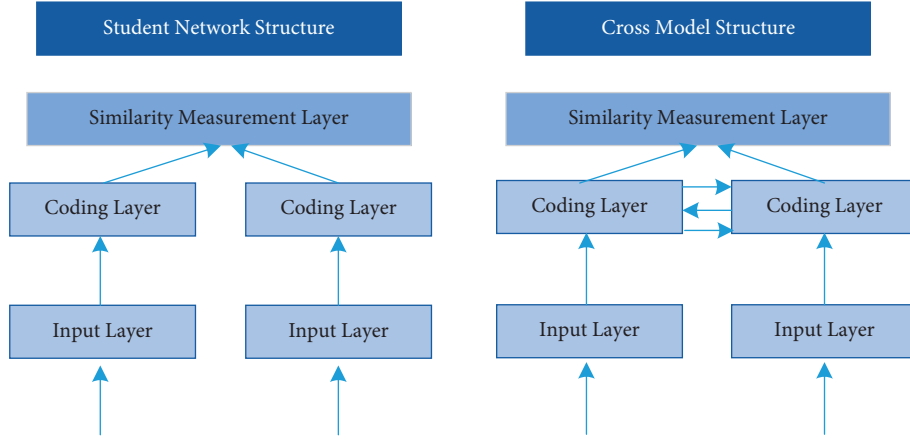 Student Network Structure
Cross Model Structure
Similarity Measurement Layer
Similarity Measurement Layer
Coding Layer
Coding Layer
Coding Layer
Coding Layer
Input Layer
Input Layer
Input Layer
Input Layer